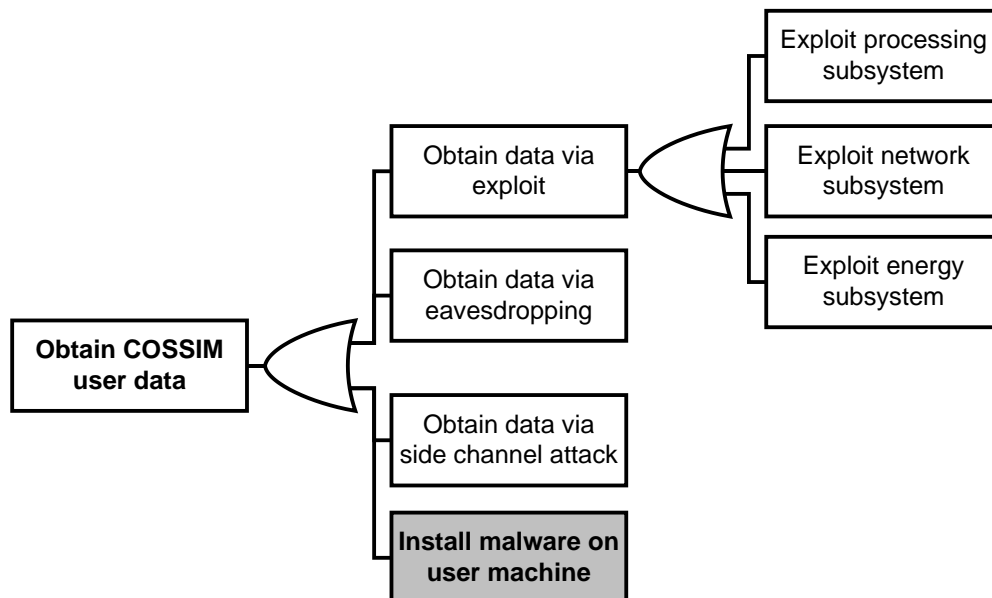 Exploit processing
subsystem
Obtain data via
exploit
Exploit network
subsystem
Exploit energy
subsystem
Obtain data via
eavesdropping
Obtain COSSIM
user data
Obtain data via
side channel attack
Install malware on
user machine